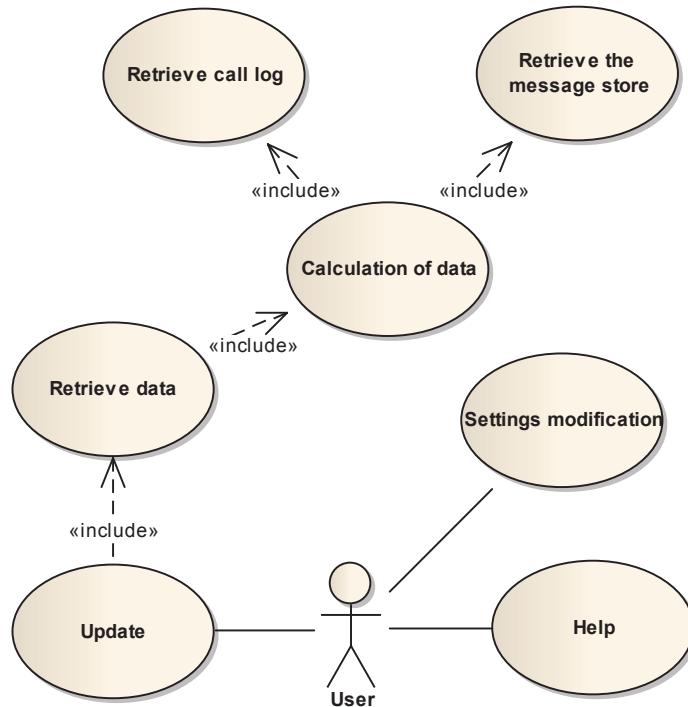 Retrieve call log
Retrieve the
message store
«include»
«include»
Calculation of data
«include»
Retrieve data
Settings modification
«include»
Update
Help
User